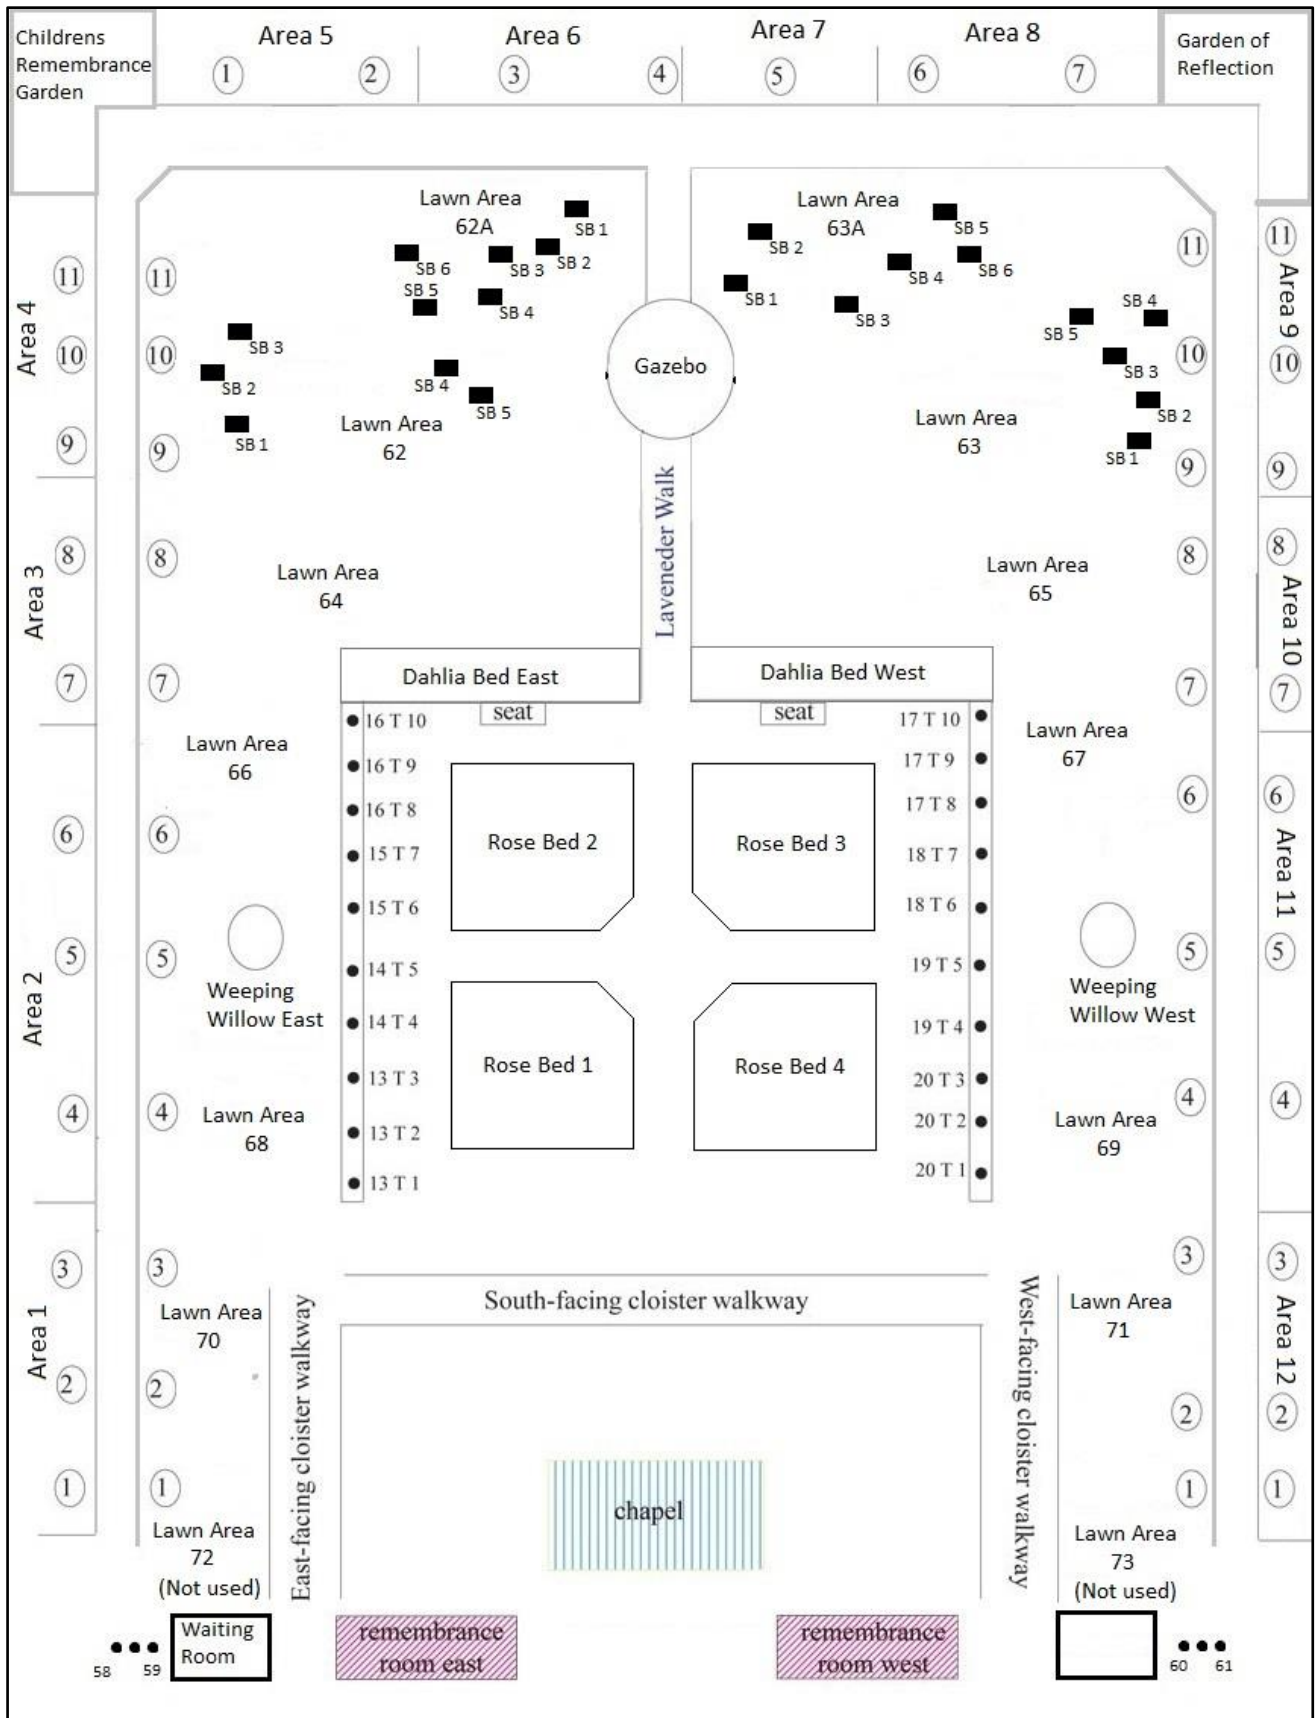 Childrens
Remembrance
Garden
Area 5
Area 6
Area 7
Area 8
Garden of
Reflection
1
2
3
4
5
6
7
Lawn Area
62A
SB 1
SB 2
SB 3
SB 4
SB 5
SB 6
Lawn Area
63A
SB 5
SB 2
SB 6
SB 4
SB 1
SB 3
Area 4
11
10
9
11
10
9
SB 3
SB 2
SB 1
SB 4
SB 5
Lawn Area
62
Gazebo
Lawn Area
63
SB 4
SB 5
SB 3
SB 2
SB 1
11
10
9
11
10
9
Area 9
Area 3
8
7
8
7
Lawn Area
64
Laveneder Walk
Lawn Area
65
8
7
8
7
Area 10
Dahlia Bed East
Dahlia Bed West
seat
seat
Area 2
6
5
4
6
5
4
Lawn Area
66
Weeping
Willow East
Lawn Area
68
16 T 10
16 T 9
16 T 8
15 T 7
15 T 6
14 T 5
14 T 4
13 T 3
13 T 2
13 T 1
Rose Bed 2
Rose Bed 3
Rose Bed 1
Rose Bed 4
17 T 10
17 T 9
17 T 8
18 T 7
18 T 6
19 T 5
19 T 4
20 T 3
20 T 2
20 T 1
Lawn Area
67
Weeping
Willow West
Lawn Area
69
6
5
4
6
5
4
Area 11
Area 1
3
2
1
3
2
1
Lawn Area
70
Lawn Area
72
(Not used)
East-facing cloister walkway
South-facing cloister walkway
chapel
West-facing cloister walkway
Lawn Area
71
Lawn Area
73
(Not used)
3
2
1
3
2
1
Area 12
58
59
Waiting
Room
remembrance
room east
remembrance
room west
60
61